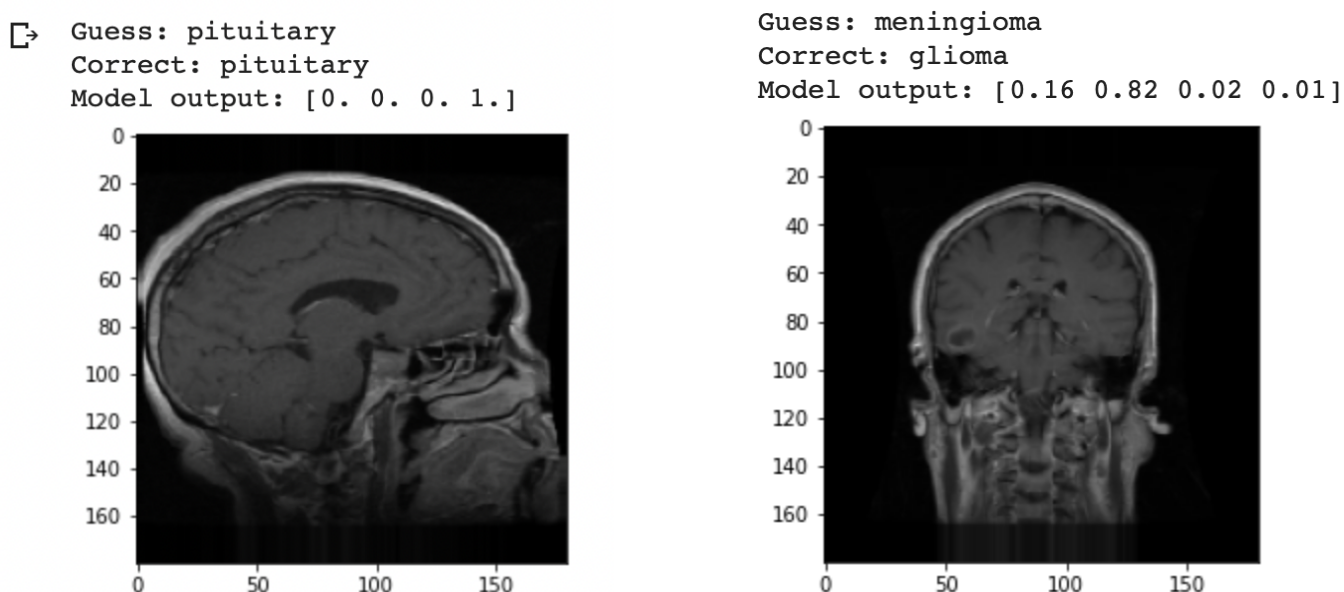 Guess: pituitary
Correct: pituitary
Model output: [0. 0. 0. 1.]
0
20
40
60
80
100
120
140
160
0 50 100 150
Guess: meningioma
Correct: glioma
Model output: [0.16 0.82 0.02 0.01]
0
20
40
60
80
100
120
140
160
0 50 100 150